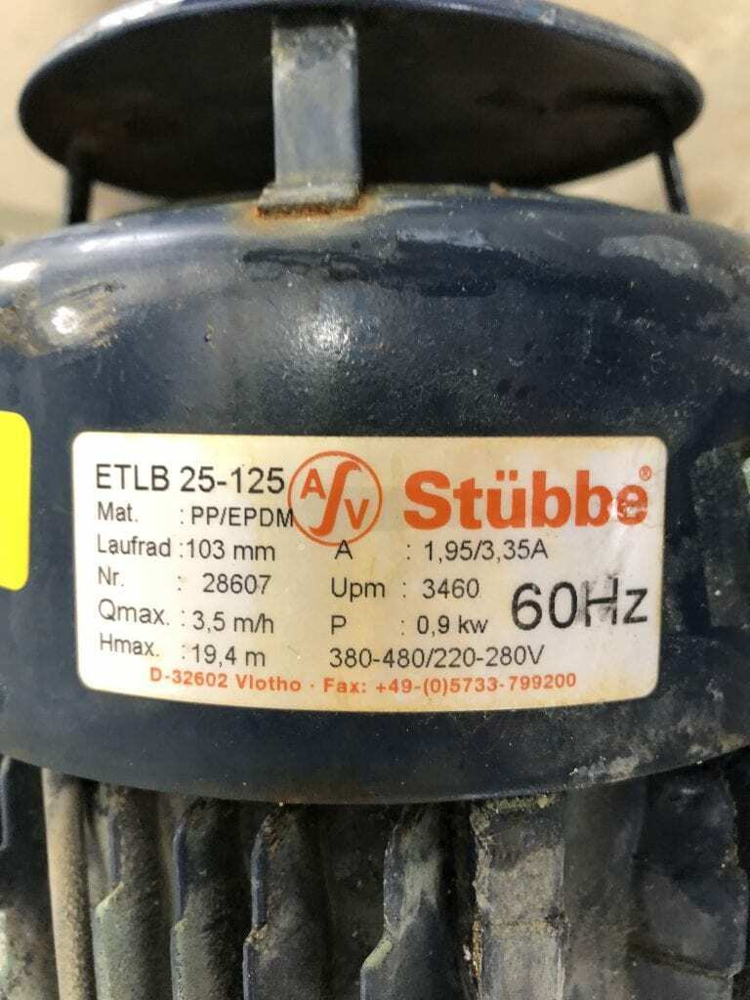 ETLB 25-125 ASV Stübbe®
Mat. : PP/EPDM
Laufrad : 103 mm A : 1,95/3,35A
Nr. : 28607 Upm : 3460 60Hz
Qmax. : 3,5 m/h P : 0,9 kw
Hmax. : 19,4 m 380-480/220-280V
D-32602 Vlotho · Fax: +49-(0)5733-799200